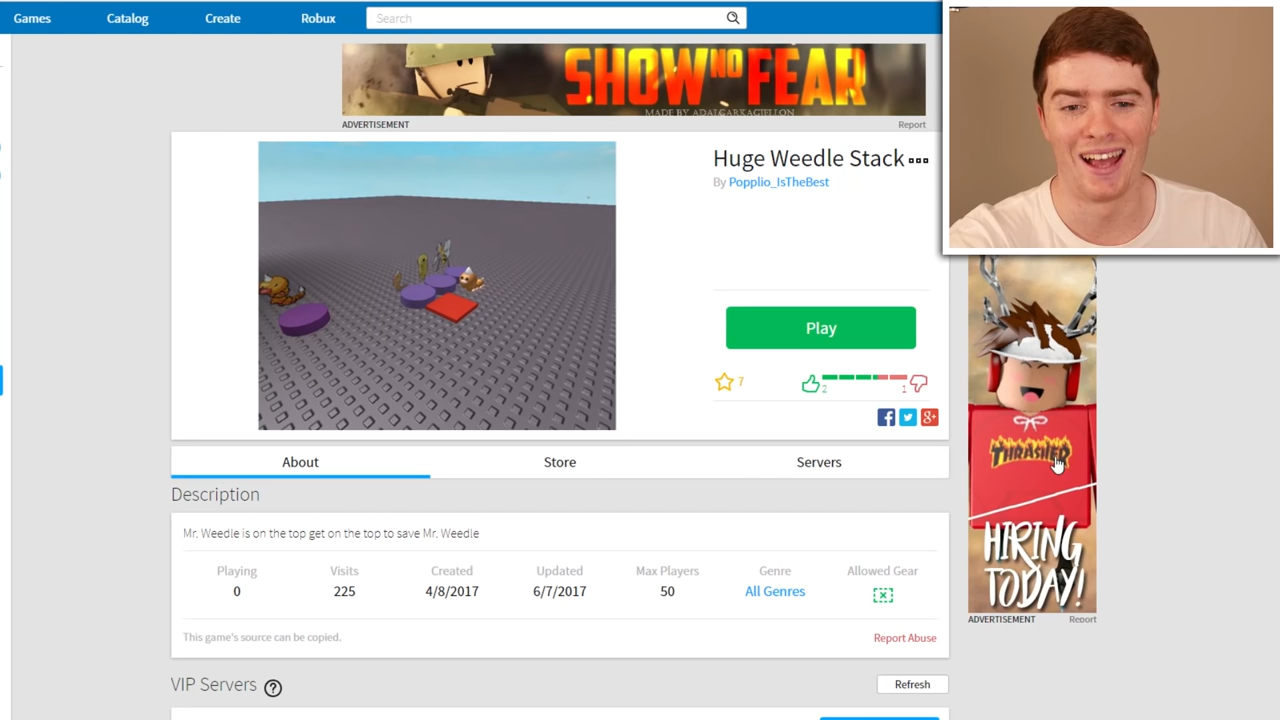 Games Catalog Create Robux Search
SHOW NO FEAR
MADE BY ADALGARKAGIELLON
ADVERTISEMENT Report
Huge Weedle Stack
By Popplio_IsTheBest
Play
7 2 1
About Store Servers
Description
Mr. Weedle is on the top get on the top to save Mr. Weedle
Playing Visits Created Updated Max Players Genre Allowed Gear
0 225 4/8/2017 6/7/2017 50 All Genres
This game's source can be copied. Report Abuse
VIP Servers ? Refresh
THRASHER
HIRING
TODAY!
ADVERTISEMENT Report